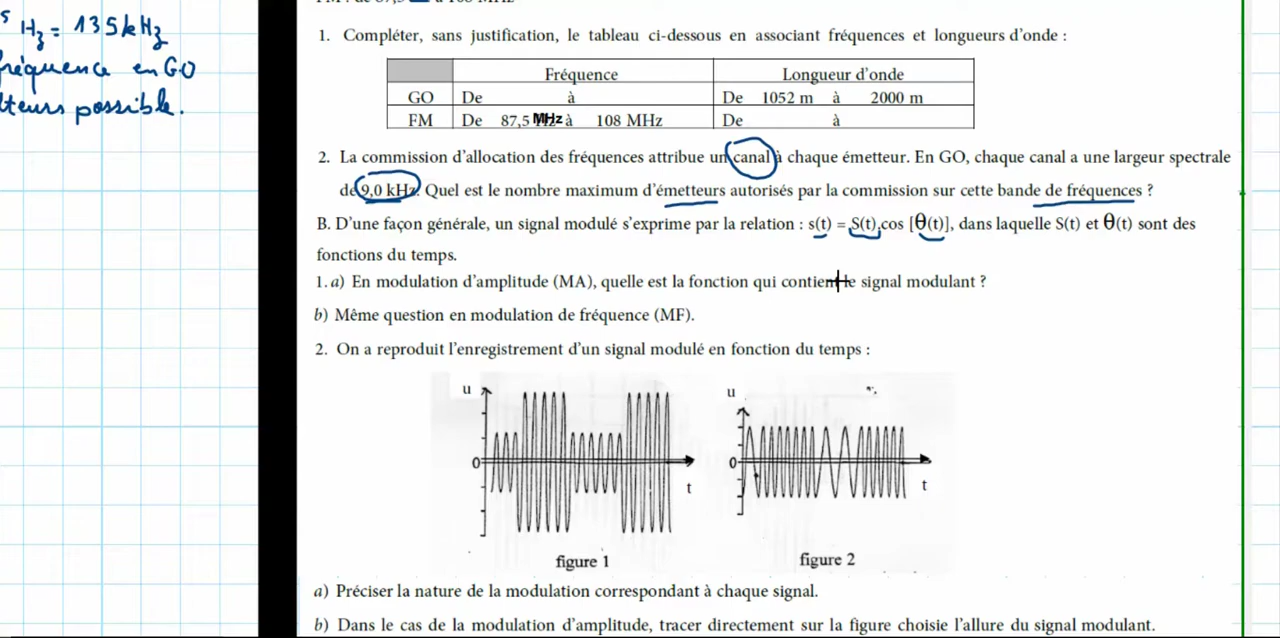 Hz = 135 kHz
réquence en GO
tteurs possible.
1. Compléter, sans justification, le tableau ci-dessous en associant fréquences et longueurs d'onde :
Fréquence Longueur d'onde
GO De à De 1052 m à 2000 m
FM De 87,5 MHz à 108 MHz De à
2. La commission d'allocation des fréquences attribue un canal à chaque émetteur. En GO, chaque canal a une largeur spectrale
de 9,0 kHz. Quel est le nombre maximum d'émetteurs autorisés par la commission sur cette bande de fréquences ?
B. D'une façon générale, un signal modulé s'exprime par la relation : s(t) = S(t).cos [θ(t)], dans laquelle S(t) et θ(t) sont des
fonctions du temps.
1. a) En modulation d'amplitude (MA), quelle est la fonction qui contient le signal modulant ?
b) Même question en modulation de fréquence (MF).
2. On a reproduit l'enregistrement d'un signal modulé en fonction du temps :
u u
0 0
t t
figure 1 figure 2
a) Préciser la nature de la modulation correspondant à chaque signal.
b) Dans le cas de la modulation d'amplitude, tracer directement sur la figure choisie l'allure du signal modulant.